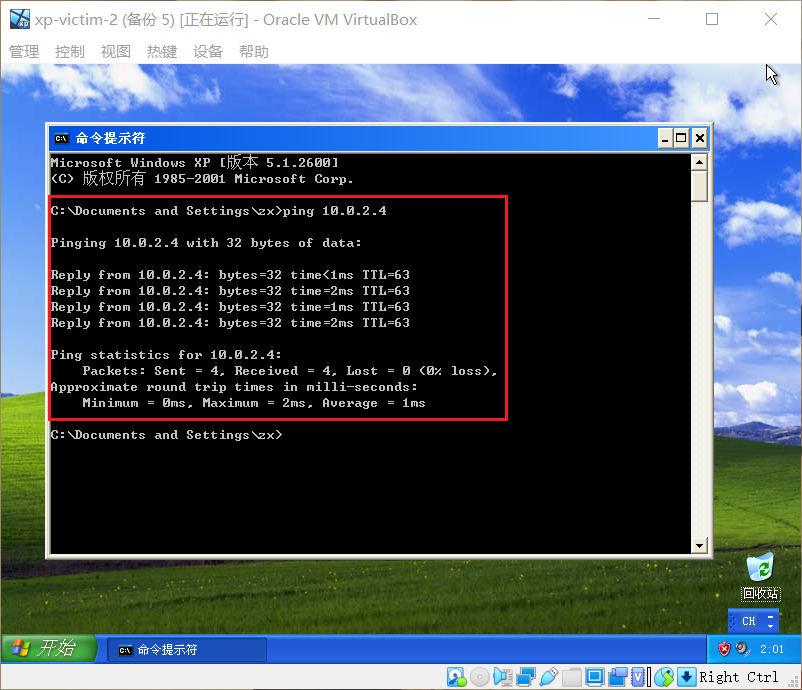 xp-victim-2 (备份 5) [正在运行] - Oracle VM VirtualBox
管理 控制 视图 热键 设备 帮助
命令提示符
Microsoft Windows XP [版本 5.1.2600]
(C) 版权所有 1985-2001 Microsoft Corp.
C:\Documents and Settings\zx>ping 10.0.2.4
Pinging 10.0.2.4 with 32 bytes of data:
Reply from 10.0.2.4: bytes=32 time<1ms TTL=63
Reply from 10.0.2.4: bytes=32 time=2ms TTL=63
Reply from 10.0.2.4: bytes=32 time=1ms TTL=63
Reply from 10.0.2.4: bytes=32 time=2ms TTL=63
Ping statistics for 10.0.2.4:
Packets: Sent = 4, Received = 4, Lost = 0 (0% loss),
Approximate round trip times in milli-seconds:
Minimum = 0ms, Maximum = 2ms, Average = 1ms
C:\Documents and Settings\zx>
回收站
CH
开始 命令提示符 2:01
Right Ctrl